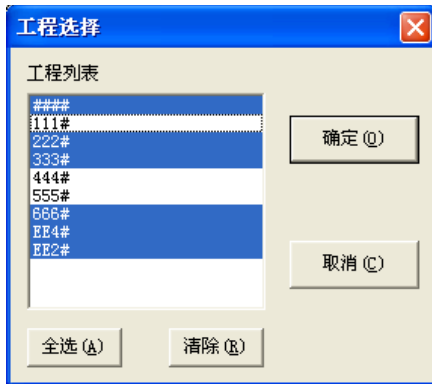 工程选择
工程列表
####
111#
222#
333#
444#
555#
666#
EE4#
EE2#
确定(O)
取消(C)
全选(A)
清除(R)